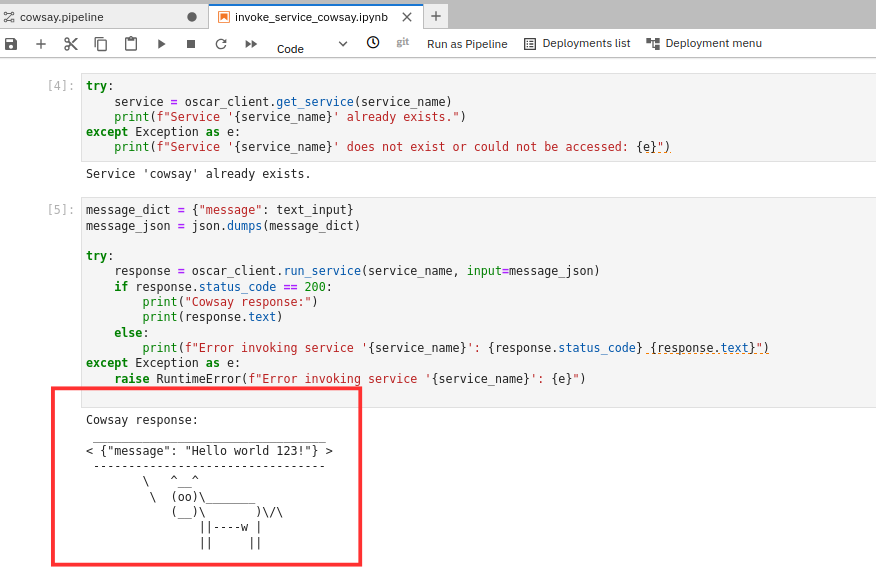 cowsay.pipeline
invoke_service_cowsay.ipynb
Code
git
Run as Pipeline
Deployments list
Deployment menu
[4]:
try:
    service = oscar_client.get_service(service_name)
    print(f"Service '{service_name}' already exists.")
except Exception as e:
    print(f"Service '{service_name}' does not exist or could not be accessed: {e}")
Service 'cowsay' already exists.
[5]:
message_dict = {"message": text_input}
message_json = json.dumps(message_dict)
try:
    response = oscar_client.run_service(service_name, input=message_json)
    if response.status_code == 200:
        print("Cowsay response:")
        print(response.text)
    else:
        print(f"Error invoking service '{service_name}': {response.status_code} {response.text}")
except Exception as e:
    raise RuntimeError(f"Error invoking service '{service_name}': {e}")
Cowsay response:
 _________________________________
< {"message": "Hello world 123!"} >
 ---------------------------------
        \   ^__^
         \  (oo)\_______
            (__)\       )\/\
                ||----w |
                ||     ||